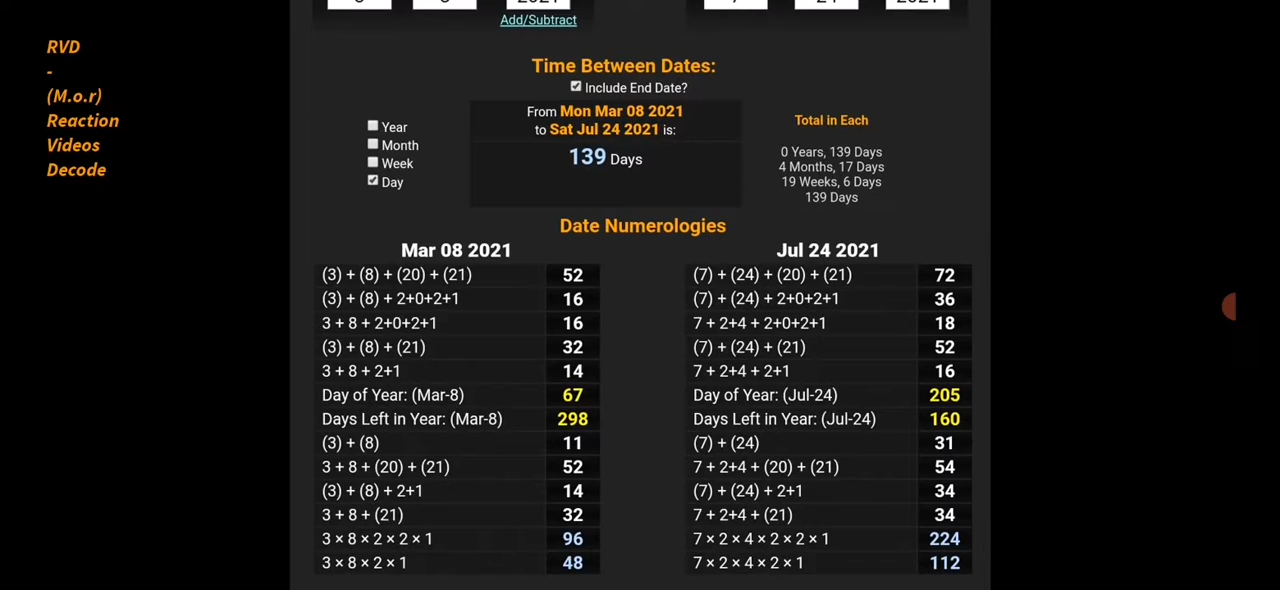 RVD
-
(M.o.r)
Reaction
Videos
Decode
2021
2021
Add/Subtract
Time Between Dates:
Include End Date?
Year
Month
Week
Day
From Mon Mar 08 2021
to Sat Jul 24 2021 is:
139 Days
Total in Each
0 Years, 139 Days
4 Months, 17 Days
19 Weeks, 6 Days
139 Days
Date Numerologies
Mar 08 2021
(3) + (8) + (20) + (21) 52
(3) + (8) + 2+0+2+1 16
3 + 8 + 2+0+2+1 16
(3) + (8) + (21) 32
3 + 8 + 2+1 14
Day of Year: (Mar-8) 67
Days Left in Year: (Mar-8) 298
(3) + (8) 11
3 + 8 + (20) + (21) 52
(3) + (8) + 2+1 14
3 + 8 + (21) 32
3 × 8 × 2 × 2 × 1 96
3 × 8 × 2 × 1 48
Jul 24 2021
(7) + (24) + (20) + (21) 72
(7) + (24) + 2+0+2+1 36
7 + 2+4 + 2+0+2+1 18
(7) + (24) + (21) 52
7 + 2+4 + 2+1 16
Day of Year: (Jul-24) 205
Days Left in Year: (Jul-24) 160
(7) + (24) 31
7 + 2+4 + (20) + (21) 54
(7) + (24) + 2+1 34
7 + 2+4 + (21) 34
7 × 2 × 4 × 2 × 2 × 1 224
7 × 2 × 4 × 2 × 1 112